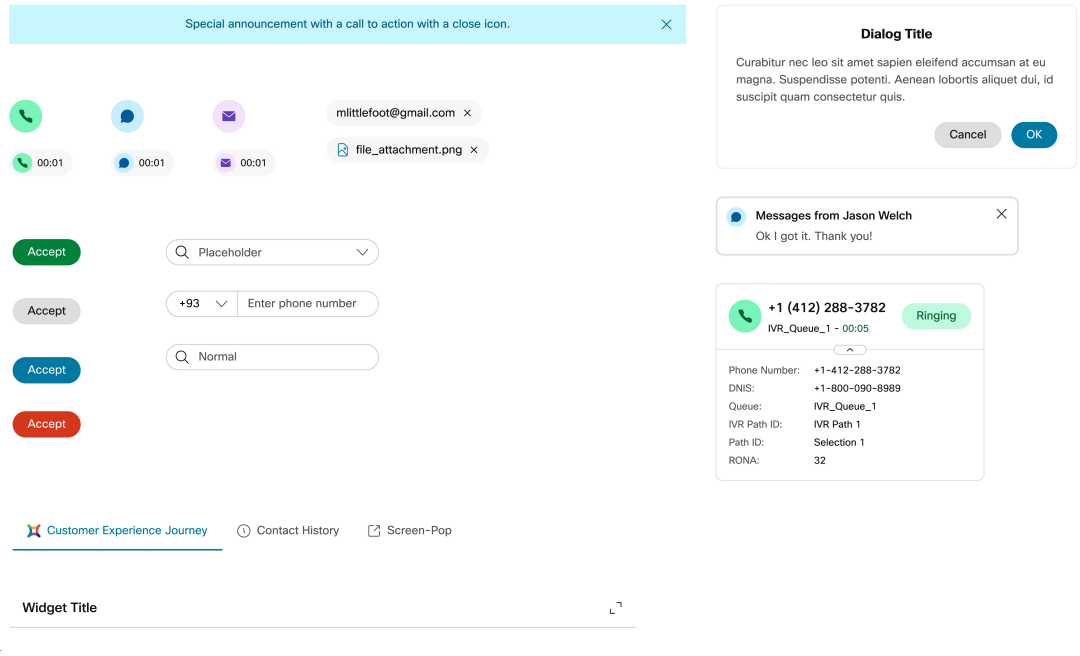 Special announcement with a call to action with a close icon.
mlittlefoot@gmail.com
00:01
00:01
00:01
file_attachment.png
Accept
Placeholder
Accept
+93
Enter phone number
Accept
Normal
Accept
Customer Experience Journey
Contact History
Screen-Pop
Widget Title
Dialog Title
Curabitur nec leo sit amet sapien eleifend accumsan at eu
magna. Suspendisse potenti. Aenean lobortis aliquet dui, id
suscipit quam consectetur quis.
Cancel
OK
Messages from Jason Welch
Ok I got it. Thank you!
+1 (412) 288-3782
IVR_Queue_1 - 00:05
Ringing
Phone Number: +1-412-288-3782
DNIS: +1-800-090-8989
Queue: IVR_Queue_1
IVR Path ID: IVR Path 1
Path ID: Selection 1
RONA: 32